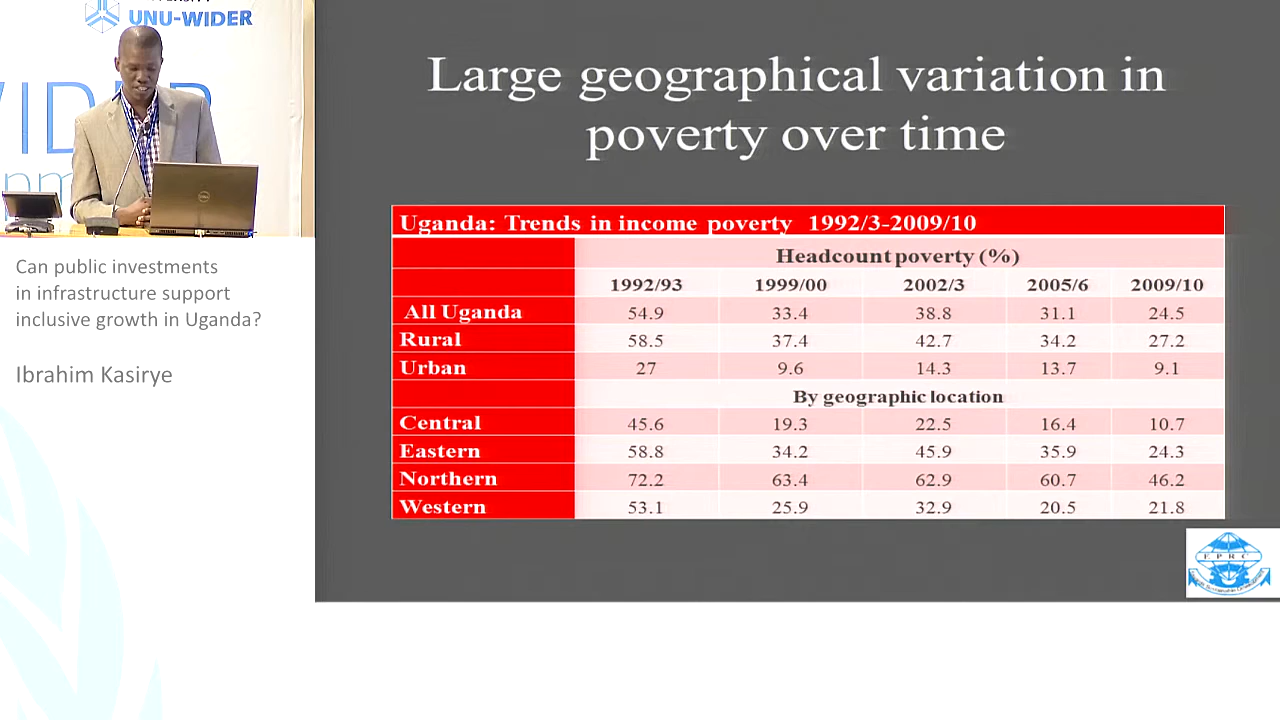 UNU-WIDER
WIDER
Can public investments
in infrastructure support
inclusive growth in Uganda?
Ibrahim Kasirye
Large geographical variation in
poverty over time
Uganda: Trends in income poverty 1992/3-2009/10
Headcount poverty (%)
1992/93 1999/00 2002/3 2005/6 2009/10
All Uganda 54.9 33.4 38.8 31.1 24.5
Rural 58.5 37.4 42.7 34.2 27.2
Urban 27 9.6 14.3 13.7 9.1
By geographic location
Central 45.6 19.3 22.5 16.4 10.7
Eastern 58.8 34.2 45.9 35.9 24.3
Northern 72.2 63.4 62.9 60.7 46.2
Western 53.1 25.9 32.9 20.5 21.8
EPRC